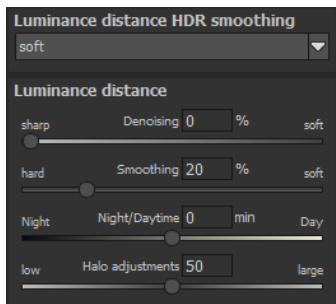 Luminance distance HDR smoothing
soft
Luminance distance
sharp Denoising 0 % soft
hard Smoothing 20 % soft
Night Night/Daytime 0 min Day
low Halo adjustments 50 large